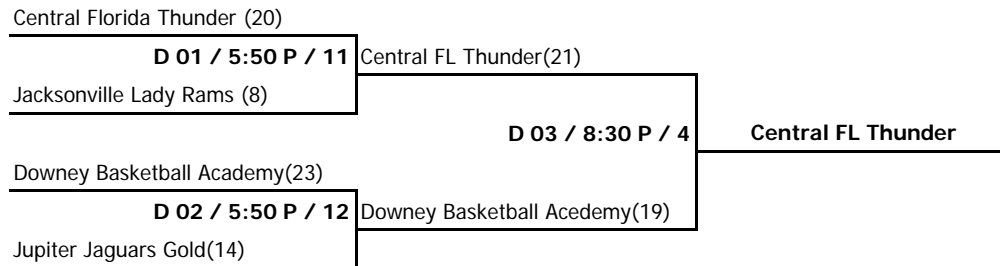 Central Florida Thunder (20)
D 01 / 5:50 P / 11
Central FL Thunder(21)
Jacksonville Lady Rams (8)
D 03 / 8:30 P / 4
Central FL Thunder
Downey Basketball Academy(23)
D 02 / 5:50 P / 12
Downey Basketball Acedemy(19)
Jupiter Jaguars Gold(14)